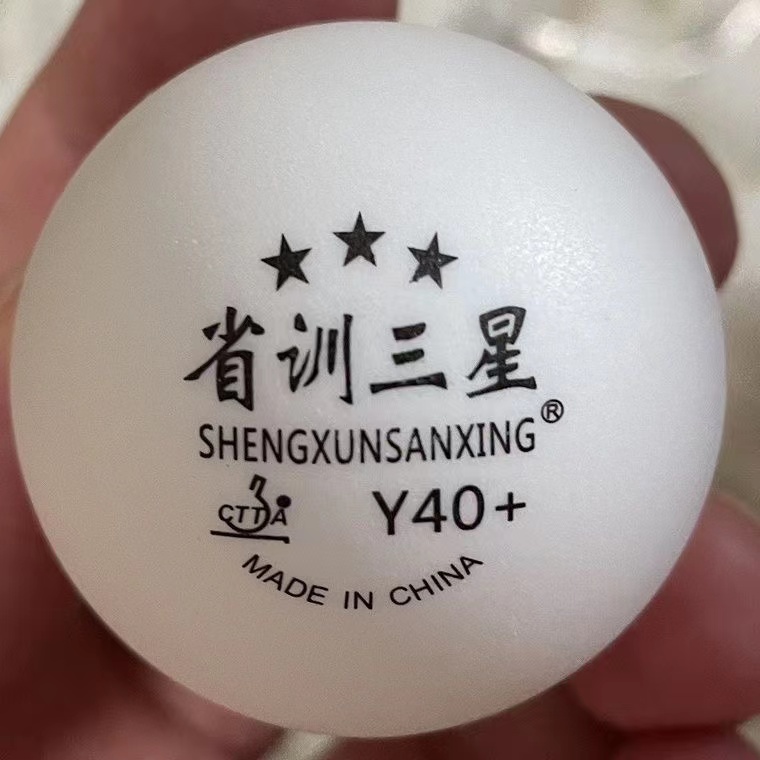 ★★★
省训三星
SHENGXUNSANXING®
CTTA Y40+
MADE IN CHINA